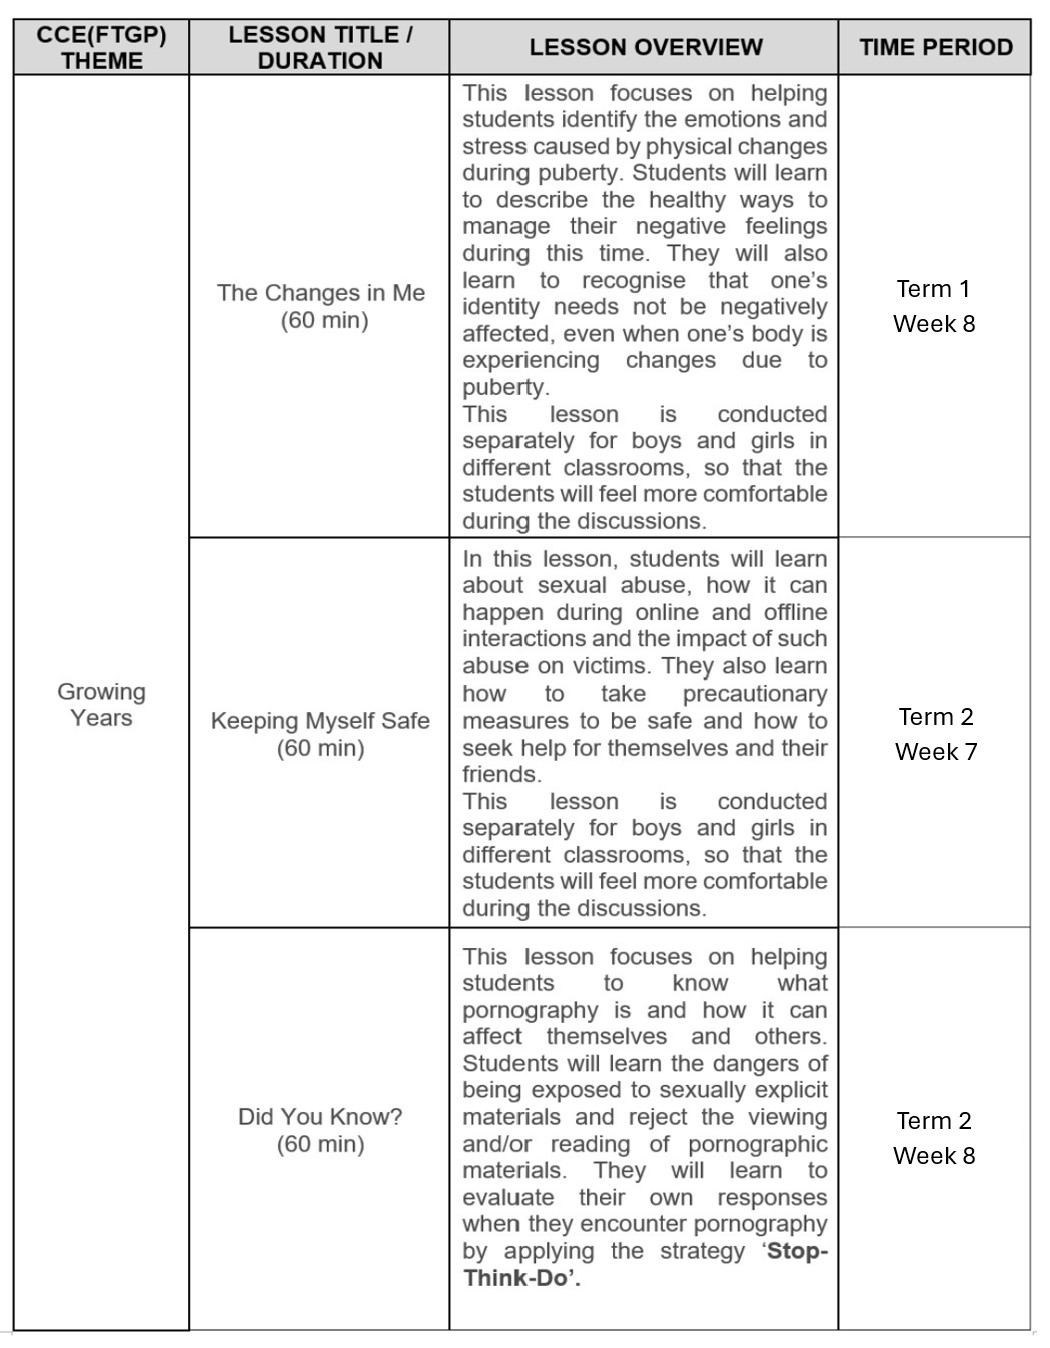 CCE(FTGP)
THEME
LESSON TITLE /
DURATION
LESSON OVERVIEW
TIME PERIOD
Growing
Years
The Changes in Me
(60 min)
This lesson focuses on helping
students identify the emotions and
stress caused by physical changes
during puberty. Students will learn
to describe the healthy ways to
manage their negative feelings
during this time. They will also
learn to recognise that one’s
identity needs not be negatively
affected, even when one’s body is
experiencing changes due to
puberty.
This lesson is conducted
separately for boys and girls in
different classrooms, so that the
students will feel more comfortable
during the discussions.
Term 1
Week 8
Keeping Myself Safe
(60 min)
In this lesson, students will learn
about sexual abuse, how it can
happen during online and offline
interactions and the impact of such
abuse on victims. They also learn
how to take precautionary
measures to be safe and how to
seek help for themselves and their
friends.
This lesson is conducted
separately for boys and girls in
different classrooms, so that the
students will feel more comfortable
during the discussions.
Term 2
Week 7
Did You Know?
(60 min)
This lesson focuses on helping
students to know what
pornography is and how it can
affect themselves and others.
Students will learn the dangers of
being exposed to sexually explicit
materials and reject the viewing
and/or reading of pornographic
materials. They will learn to
evaluate their own responses
when they encounter pornography
by applying the strategy ‘Stop-
Think-Do’.
Term 2
Week 8